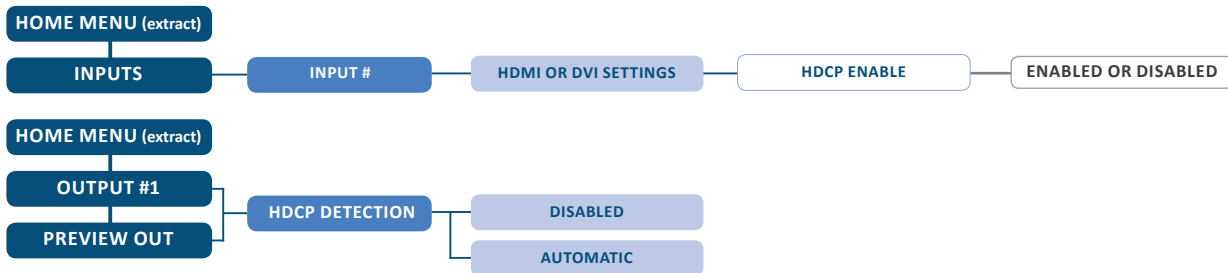 HOME MENU (extract)
INPUTS
INPUT #
HDMI OR DVI SETTINGS
HDCP ENABLE
ENABLED OR DISABLED
HOME MENU (extract)
OUTPUT #1
PREVIEW OUT
HDCP DETECTION
DISABLED
AUTOMATIC